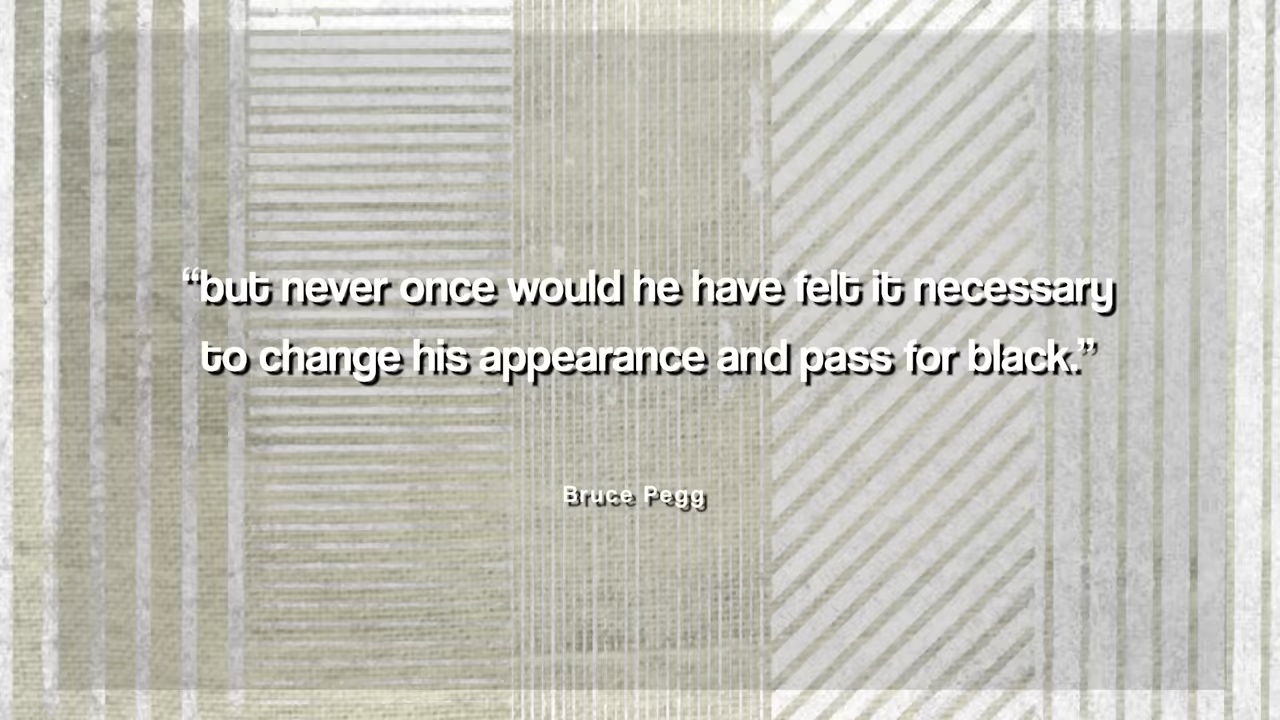 “but never once would he have felt it necessary
to change his appearance and pass for black.”
Bruce Pegg